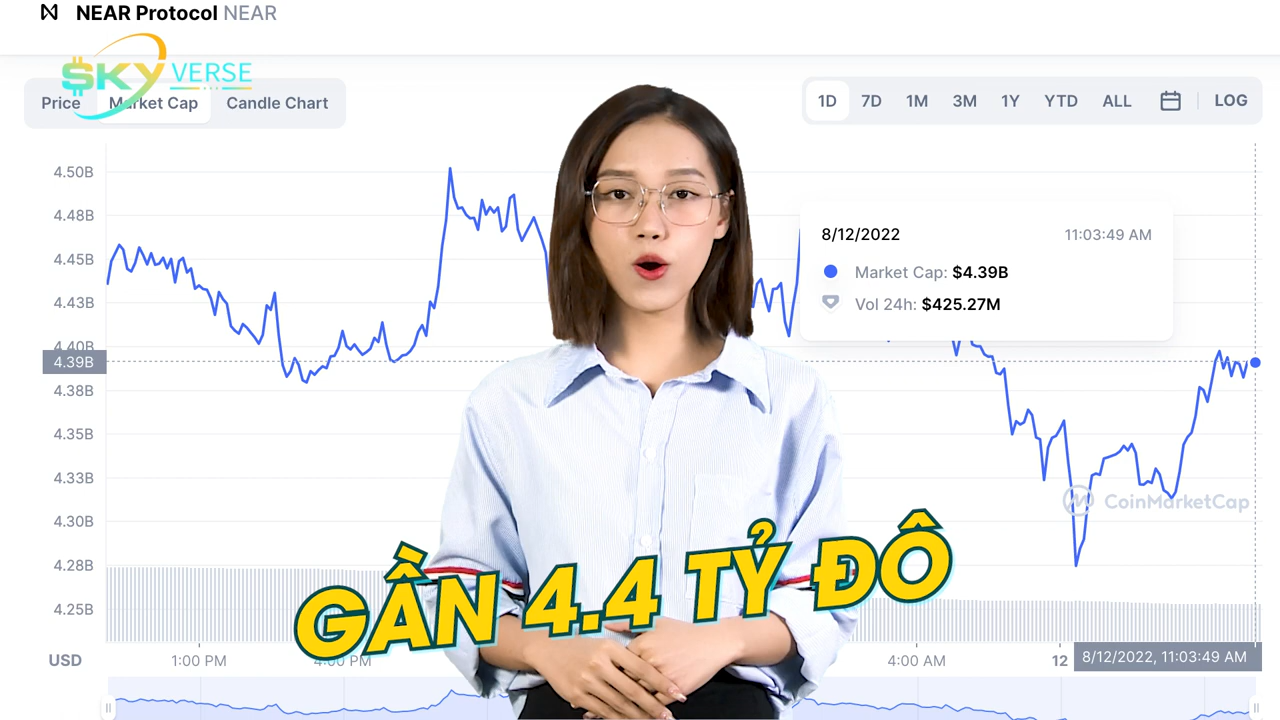 NEAR Protocol NEAR
$KY VERSE
Price Market Cap Candle Chart
1D 7D 1M 3M 1Y YTD ALL LOG
4.50B
4.48B
4.45B
4.43B
4.40B
4.39B
4.38B
4.35B
4.33B
4.30B
4.28B
4.25B
8/12/2022 11:03:49 AM
Market Cap: $4.39B
Vol 24h: $425.27M
CoinMarketCap
GẦN 4.4 TỶ ĐÔ
USD 1:00 PM 4:00 PM 4:00 AM 12 8/12/2022, 11:03:49 AM